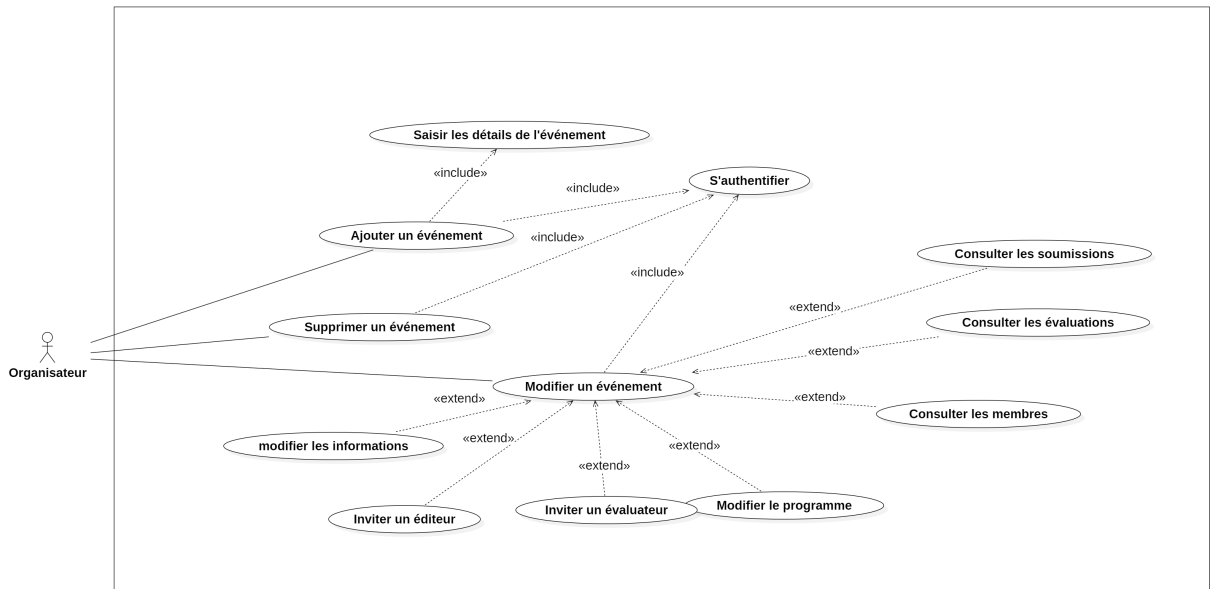 Saisir les détails de l'événement
«include»
S'authentifier
«include»
Ajouter un événement
«include»
Consulter les soumissions
«include»
«extend»
Supprimer un événement
Consulter les évaluations
«extend»
Organisateur
Modifier un événement
«extend»
«extend»
Consulter les membres
modifier les informations
«extend»
«extend»
«extend»
Inviter un éditeur
Inviter un évaluateur
Modifier le programme